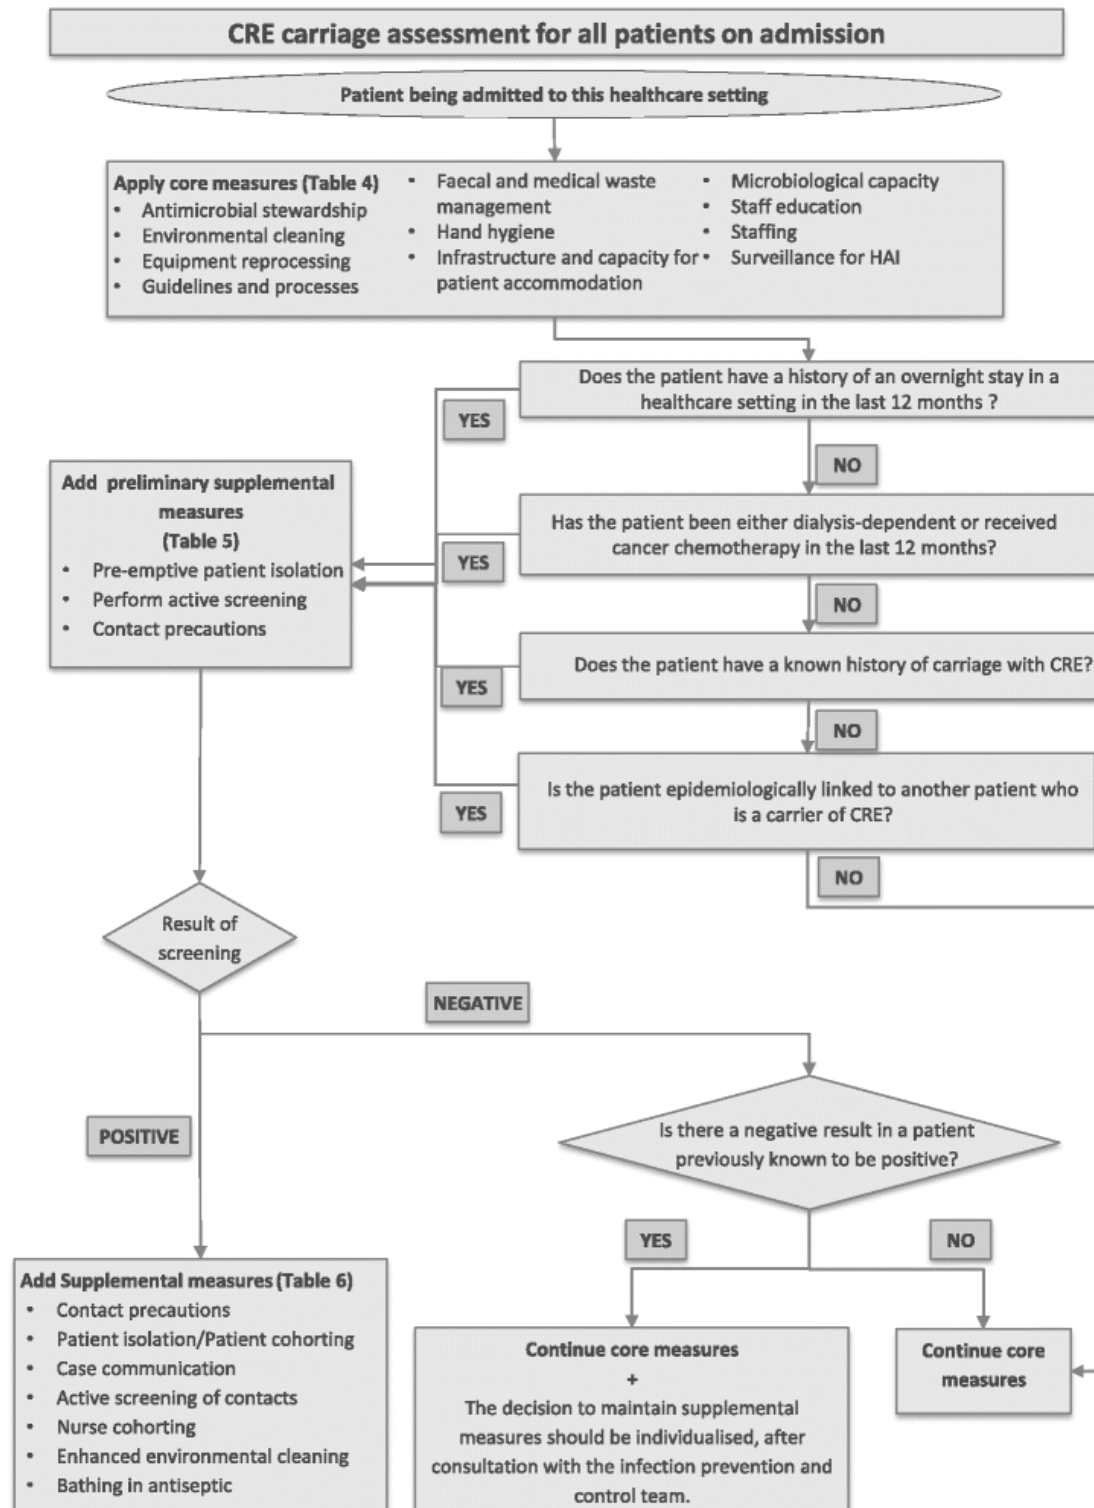 CRE carriage assessment for all patients on admission
Patient being admitted to this healthcare setting
Apply core measures (Table 4)
• Antimicrobial stewardship
• Environmental cleaning
• Equipment reprocessing
• Guidelines and processes
• Faecal and medical waste
management
• Hand hygiene
• Infrastructure and capacity for
patient accommodation
• Microbiological capacity
• Staff education
• Staffing
• Surveillance for HAI
Does the patient have a history of an overnight stay in a
healthcare setting in the last 12 months ?
YES
NO
Has the patient been either dialysis-dependent or received
cancer chemotherapy in the last 12 months?
YES
NO
Does the patient have a known history of carriage with CRE?
YES
NO
Is the patient epidemiologically linked to another patient who
is a carrier of CRE?
YES
NO
Add preliminary supplemental
measures
(Table 5)
• Pre-emptive patient isolation
• Perform active screening
• Contact precautions
Result of
screening
NEGATIVE
POSITIVE
Is there a negative result in a patient
previously known to be positive?
YES
NO
Add Supplemental measures (Table 6)
• Contact precautions
• Patient isolation/Patient cohorting
• Case communication
• Active screening of contacts
• Nurse cohorting
• Enhanced environmental cleaning
• Bathing in antiseptic
Continue core measures
+
The decision to maintain supplemental
measures should be individualised, after
consultation with the infection prevention and
control team.
Continue core
measures